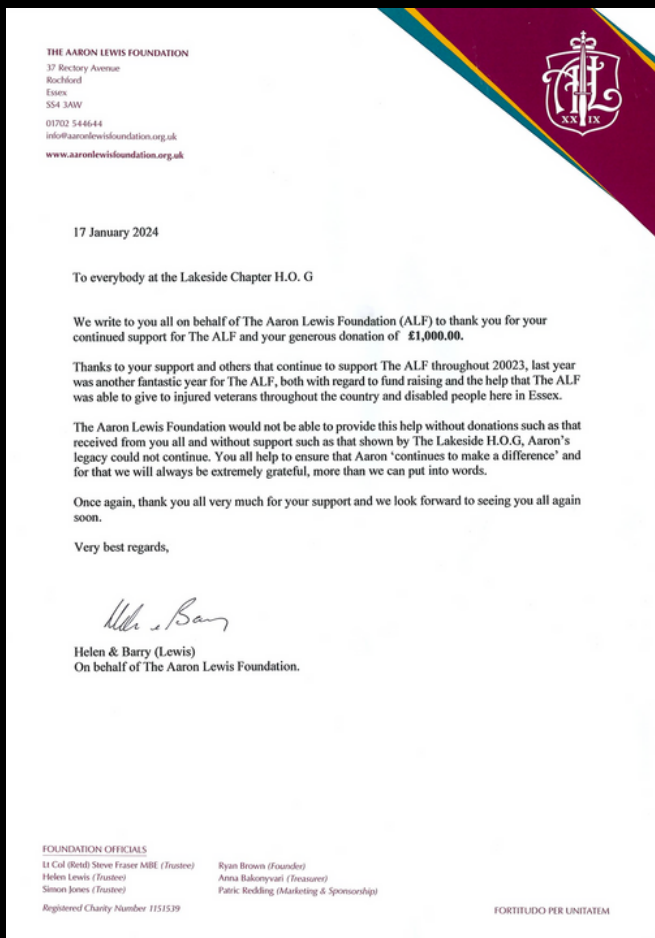 THE AARON LEWIS FOUNDATION
37 Rectory Avenue
Rochford
Essex
SS4 3AW
01702 544644
info@aaronlewisfoundation.org.uk
www.aaronlewisfoundation.org.uk
AL
XX IX
17 January 2024
To everybody at the Lakeside Chapter H.O. G
We write to you all on behalf of The Aaron Lewis Foundation (ALF) to thank you for your
continued support for The ALF and your generous donation of £1,000.00.
Thanks to your support and others that continue to support The ALF throughout 20023, last year
was another fantastic year for The ALF, both with regard to fund raising and the help that The ALF
was able to give to injured veterans throughout the country and disabled people here in Essex.
The Aaron Lewis Foundation would not be able to provide this help without donations such as that
received from you all and without support such as that shown by The Lakeside H.O.G, Aaron's
legacy could not continue. You all help to ensure that Aaron ‘continues to make a difference’ and
for that we will always be extremely grateful, more than we can put into words.
Once again, thank you all very much for your support and we look forward to seeing you all again
soon.
Very best regards,
Helen & Barry (Lewis)
On behalf of The Aaron Lewis Foundation.
FOUNDATION OFFICIALS
Lt Col (Retd) Steve Fraser MBE (Trustee)
Helen Lewis (Trustee)
Simon Jones (Trustee)
Ryan Brown (Founder)
Anna Bakonyvari (Treasurer)
Patric Redding (Marketing & Sponsorship)
Registered Charity Number 1151539
FORTITUDO PER UNITATEM